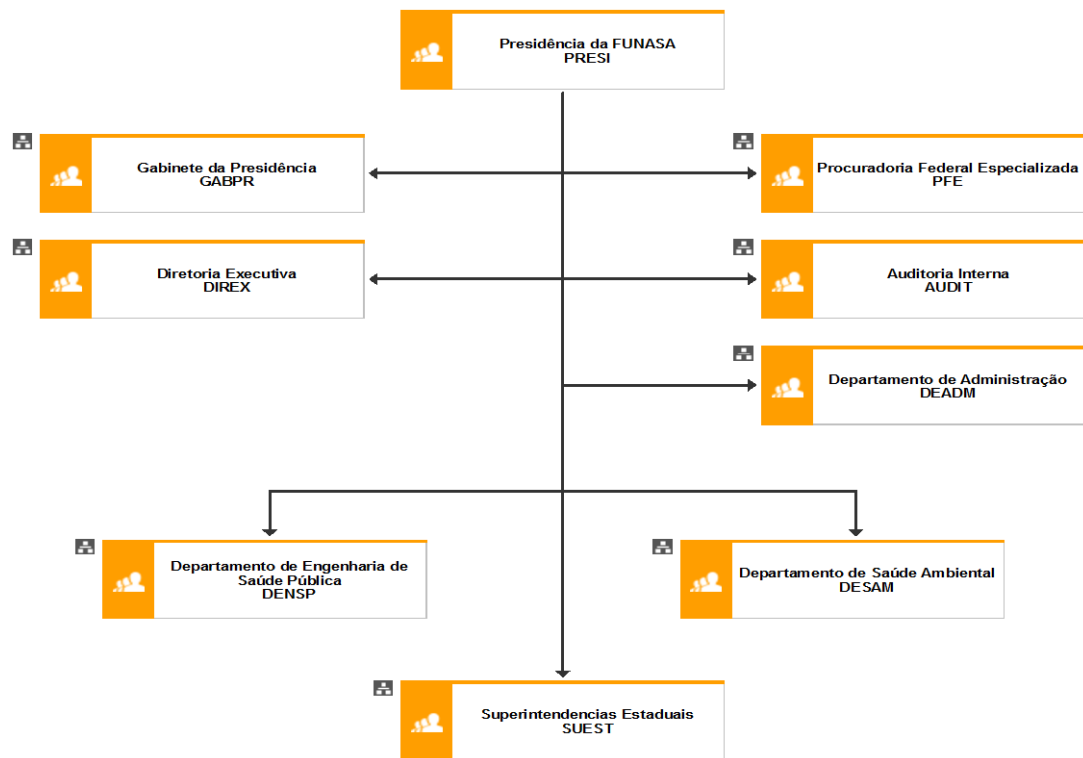 Presidência da FUNASA
PRESI
Gabinete da Presidência
GABPR
Procuradoria Federal Especializada
PFE
Diretoria Executiva
DIREX
Auditoria Interna
AUDIT
Departamento de Administração
DEADM
Departamento de Engenharia de
Saúde Pública
DENSP
Departamento de Saúde Ambiental
DESAM
Superintendencias Estaduais
SUEST